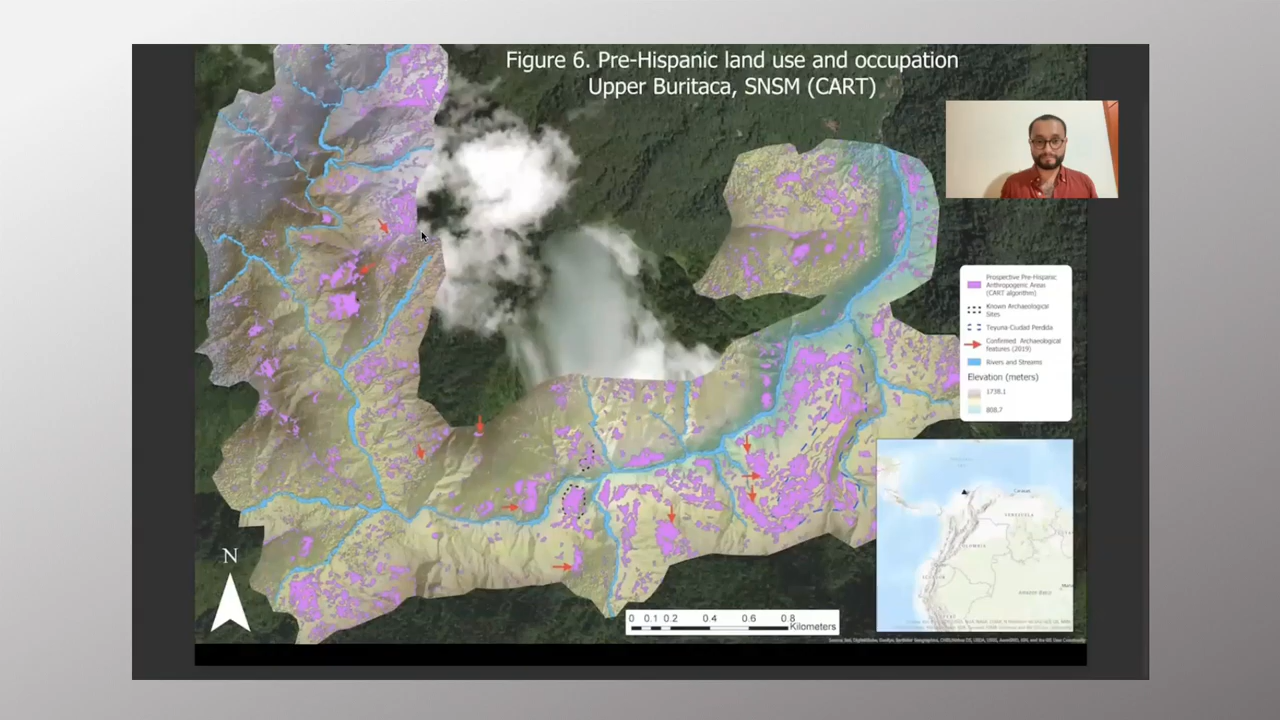 Figure 6. Pre-Hispanic land use and occupation
Upper Buritaca, SNSM (CART)
Prospective Pre-Hispanic
Anthropogenic Areas
(CART algorithm)
Known Archaeological
Sites
Teyuna-Ciudad Perdida
Confirmed Archaeological
features (2019)
Rivers and Streams
Elevation (meters)
1738.1
808.7
N
0 0.1 0.2 0.4 0.6 0.8
Kilometers
VENEZUELA
COLOMBIA